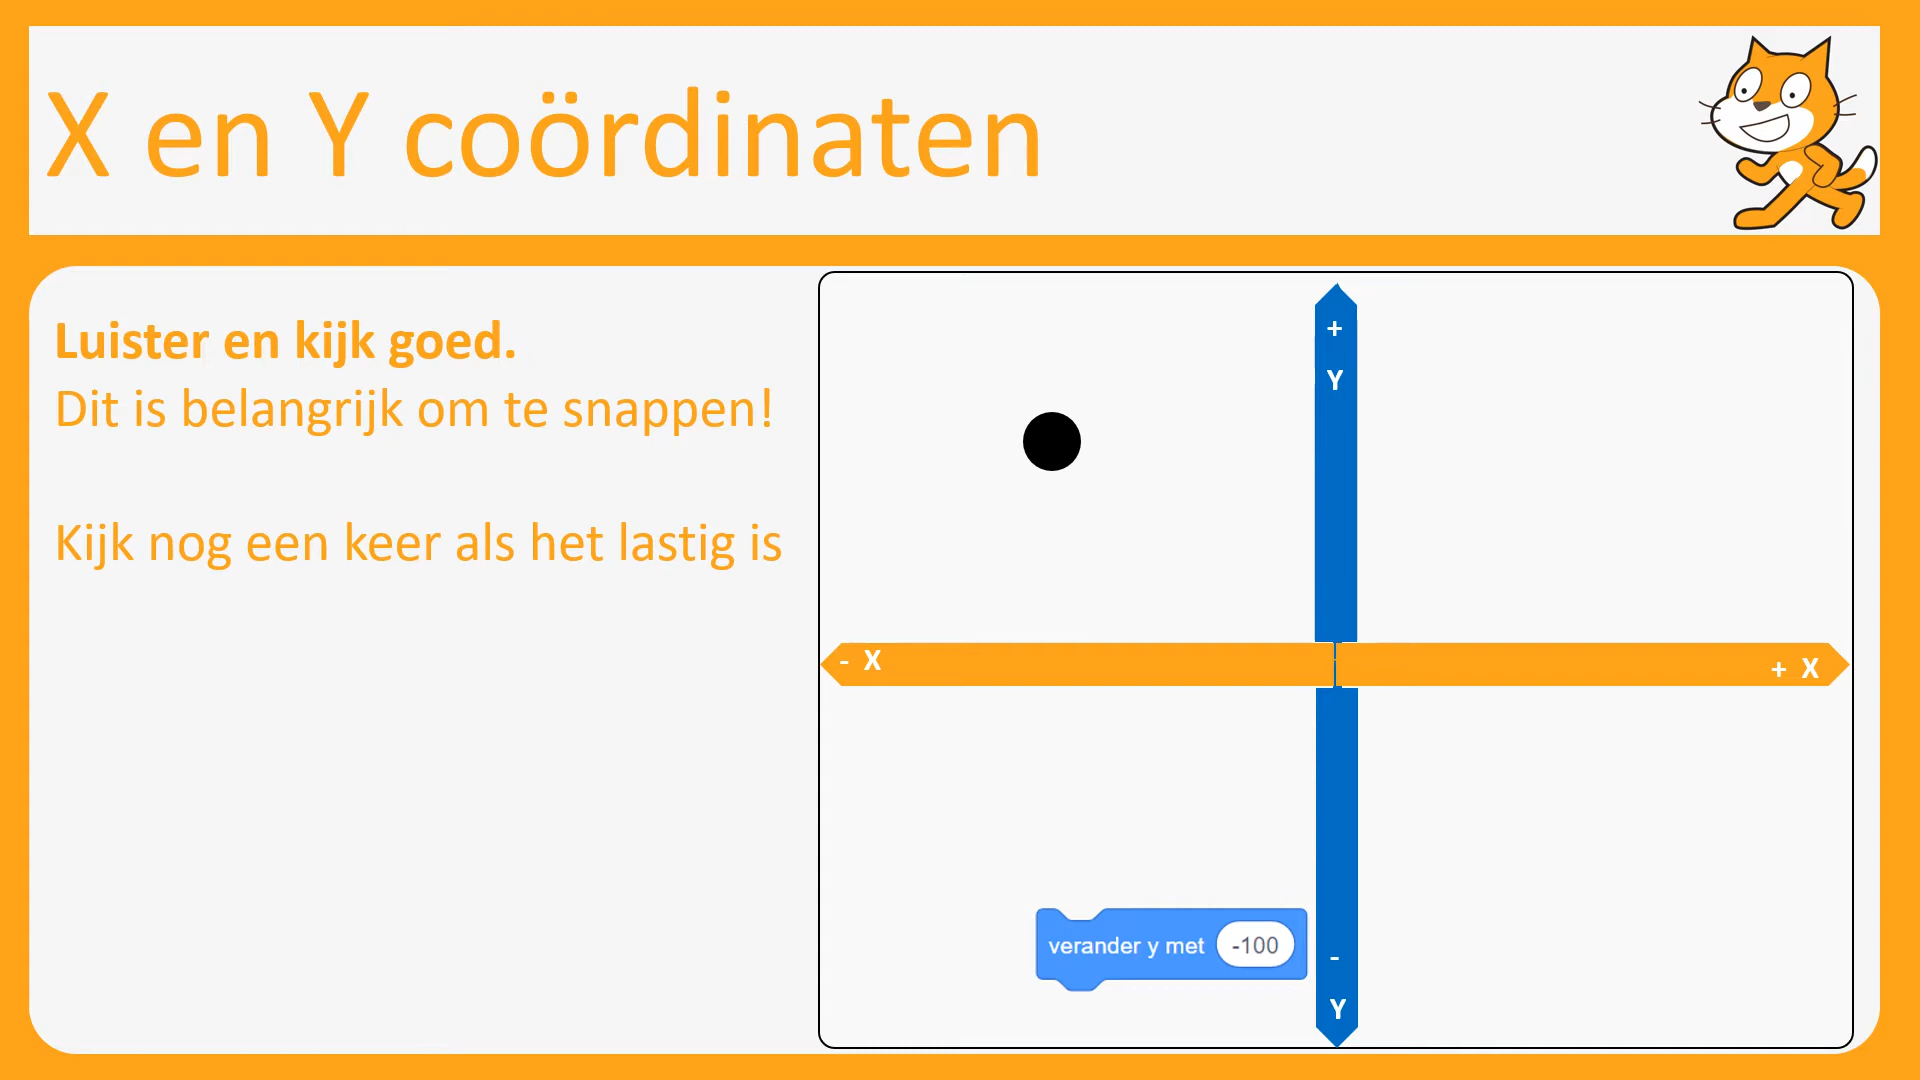 X en Y coördinaten
Luister en kijk goed.
Dit is belangrijk om te snappen!
Kijk nog een keer als het lastig is
+
Y
- X
+ X
verander y met -100
-
Y